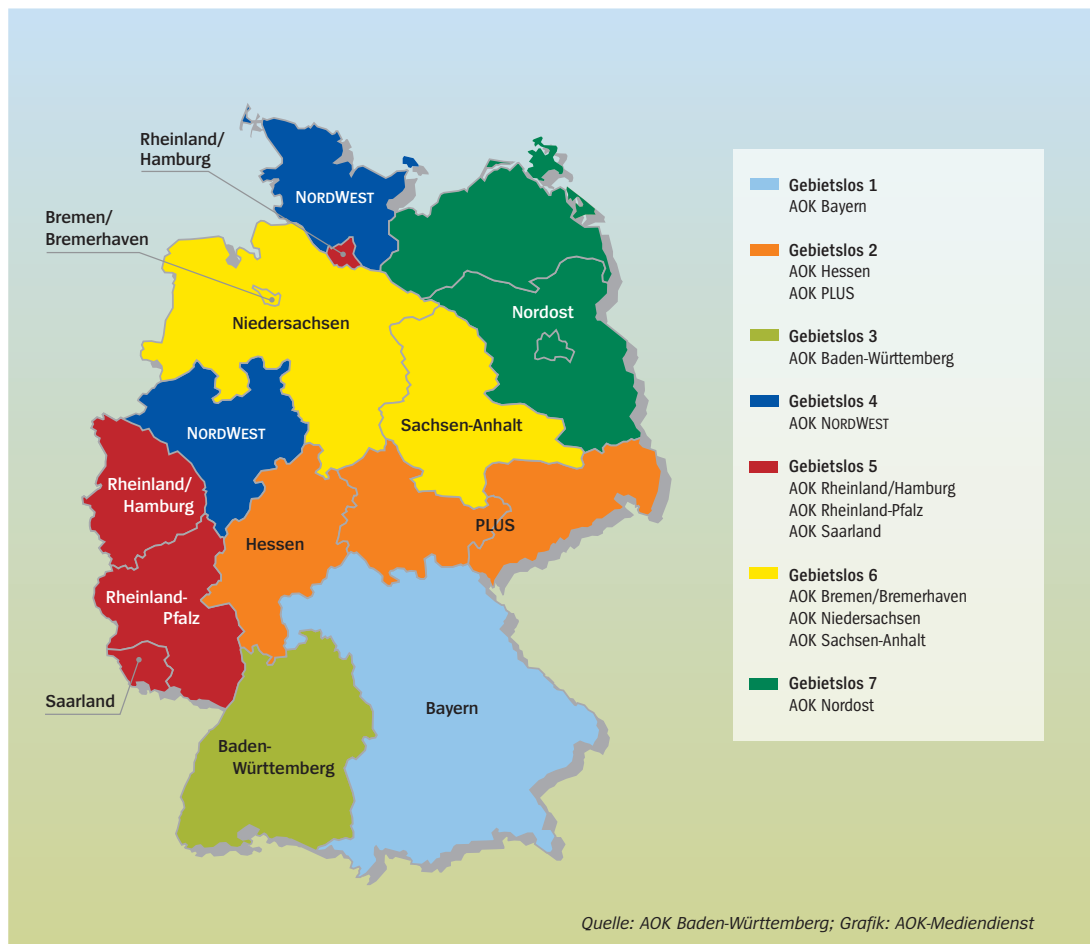 Rheinland/
Hamburg
NORDWEST
Bremen/
Bremerhaven
Niedersachsen
Nordost
NORDWEST
Sachsen-Anhalt
Rheinland/
Hamburg
Hessen
PLUS
Rheinland-
Pfalz
Saarland
Bayern
Baden-
Württemberg
Gebietslos 1
AOK Bayern
Gebietslos 2
AOK Hessen
AOK PLUS
Gebietslos 3
AOK Baden-Württemberg
Gebietslos 4
AOK NORDWEST
Gebietslos 5
AOK Rheinland/Hamburg
AOK Rheinland-Pfalz
AOK Saarland
Gebietslos 6
AOK Bremen/Bremerhaven
AOK Niedersachsen
AOK Sachsen-Anhalt
Gebietslos 7
AOK Nordost
Quelle: AOK Baden-Württemberg; Grafik: AOK-Mediendienst